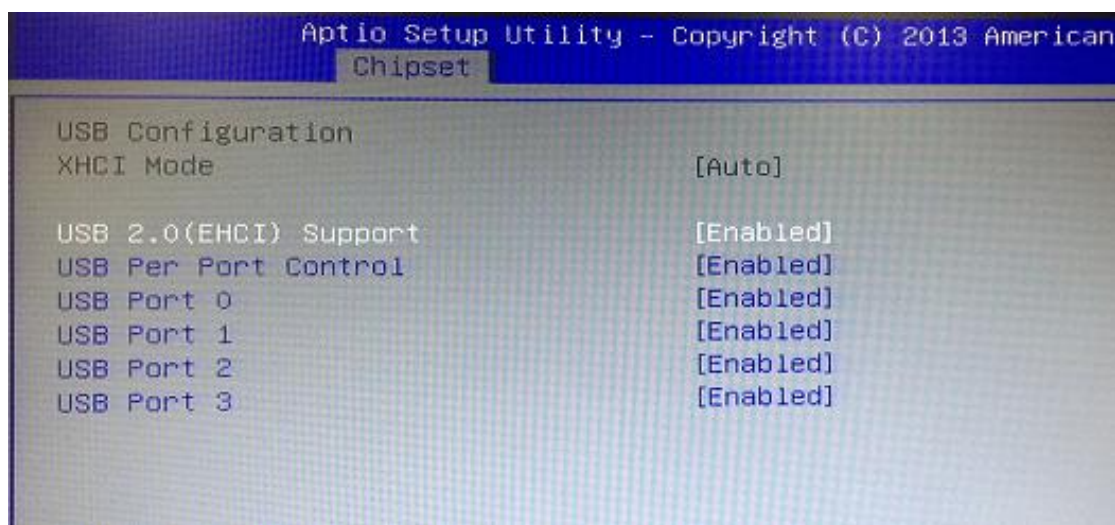 Aptio Setup Utility - Copyright (C) 2013 American
Chipset
USB Configuration
XHCI Mode [Auto]
USB 2.0(EHCI) Support [Enabled]
USB Per Port Control [Enabled]
USB Port 0 [Enabled]
USB Port 1 [Enabled]
USB Port 2 [Enabled]
USB Port 3 [Enabled]